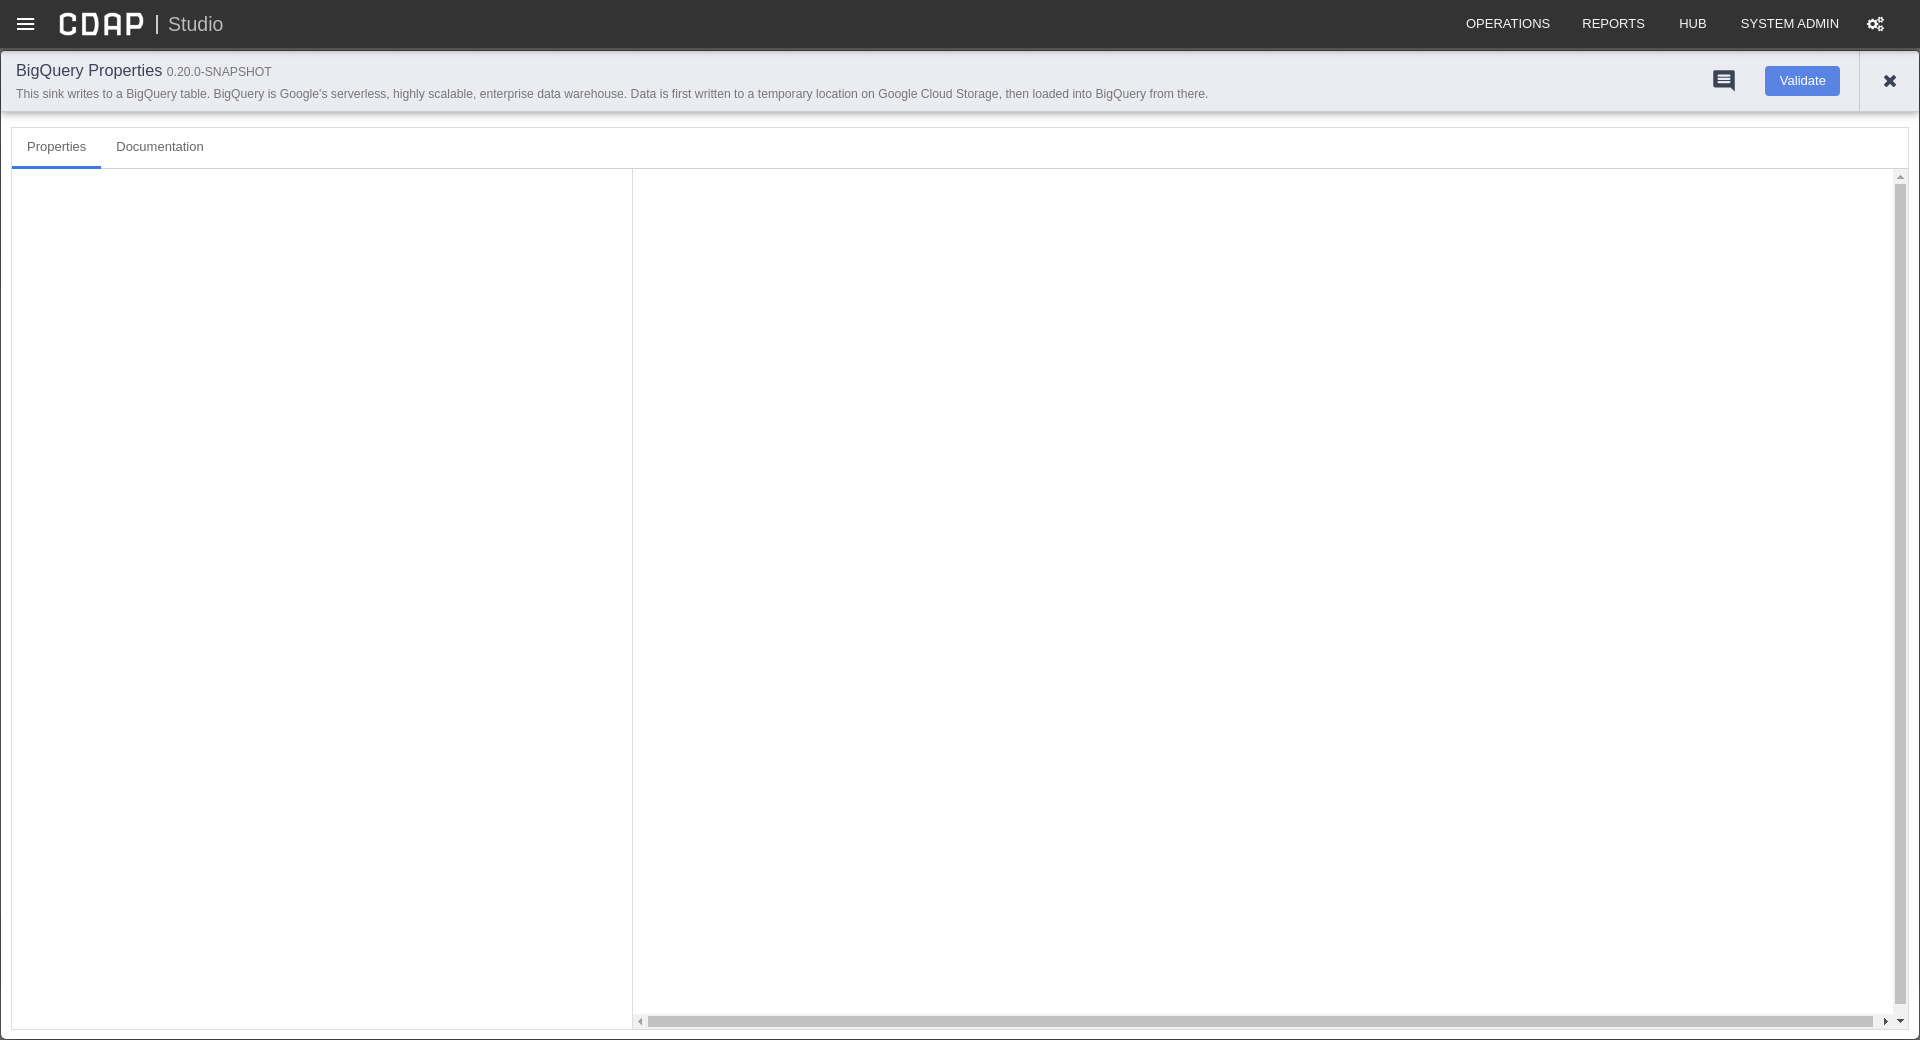 CDAP | Studio
OPERATIONS
REPORTS
HUB
SYSTEM ADMIN
BigQuery Properties 0.20.0-SNAPSHOT
This sink writes to a BigQuery table. BigQuery is Google's serverless, highly scalable, enterprise data warehouse. Data is first written to a temporary location on Google Cloud Storage, then loaded into BigQuery from there.
Validate
Properties
Documentation